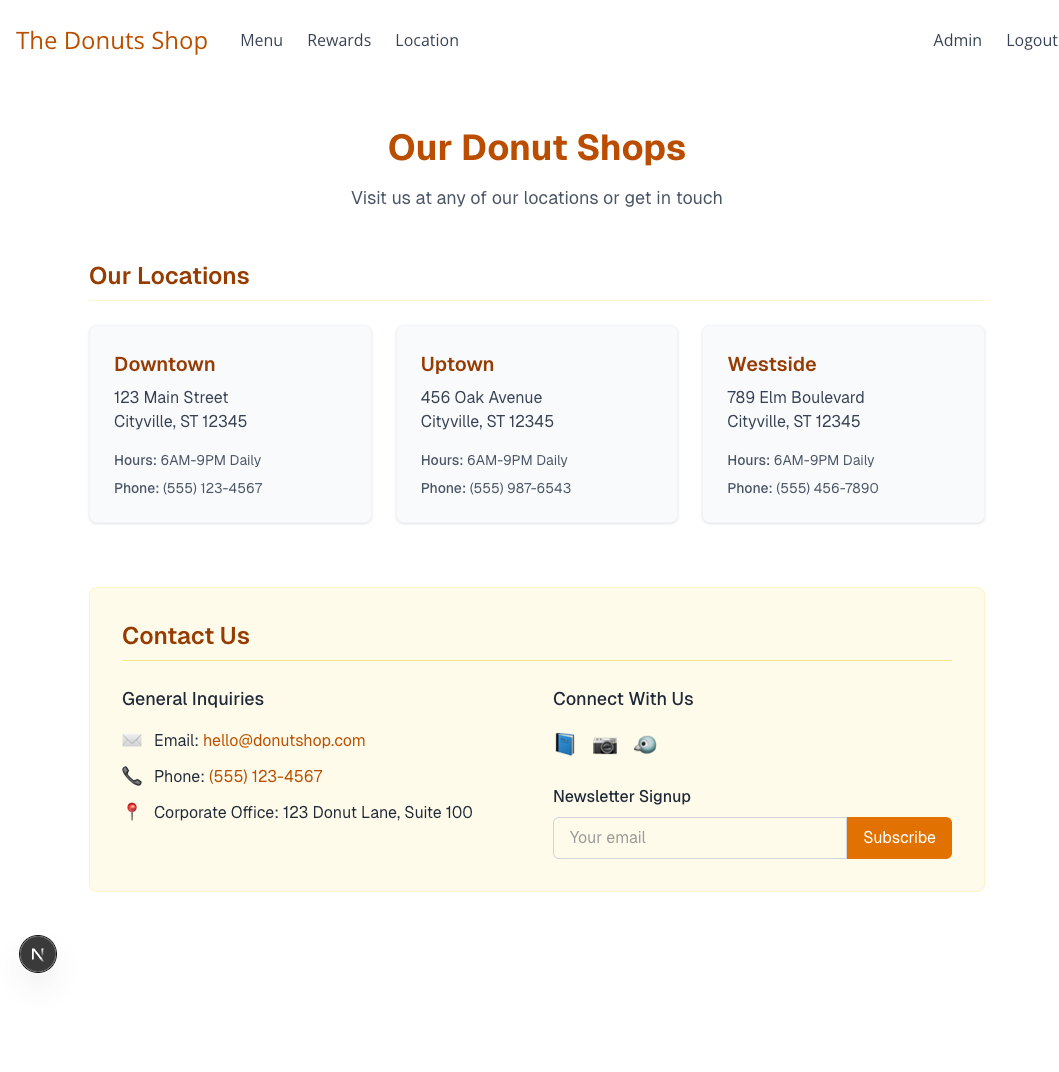 The Donuts Shop Menu Rewards Location Admin Logout
Our Donut Shops
Visit us at any of our locations or get in touch
Our Locations
Downtown
123 Main Street
Cityville, ST 12345
Hours: 6AM-9PM Daily
Phone: (555) 123-4567
Uptown
456 Oak Avenue
Cityville, ST 12345
Hours: 6AM-9PM Daily
Phone: (555) 987-6543
Westside
789 Elm Boulevard
Cityville, ST 12345
Hours: 6AM-9PM Daily
Phone: (555) 456-7890
Contact Us
General Inquiries
Email: hello@donutshop.com
Phone: (555) 123-4567
Corporate Office: 123 Donut Lane, Suite 100
Connect With Us
Newsletter Signup
Your email
Subscribe
N